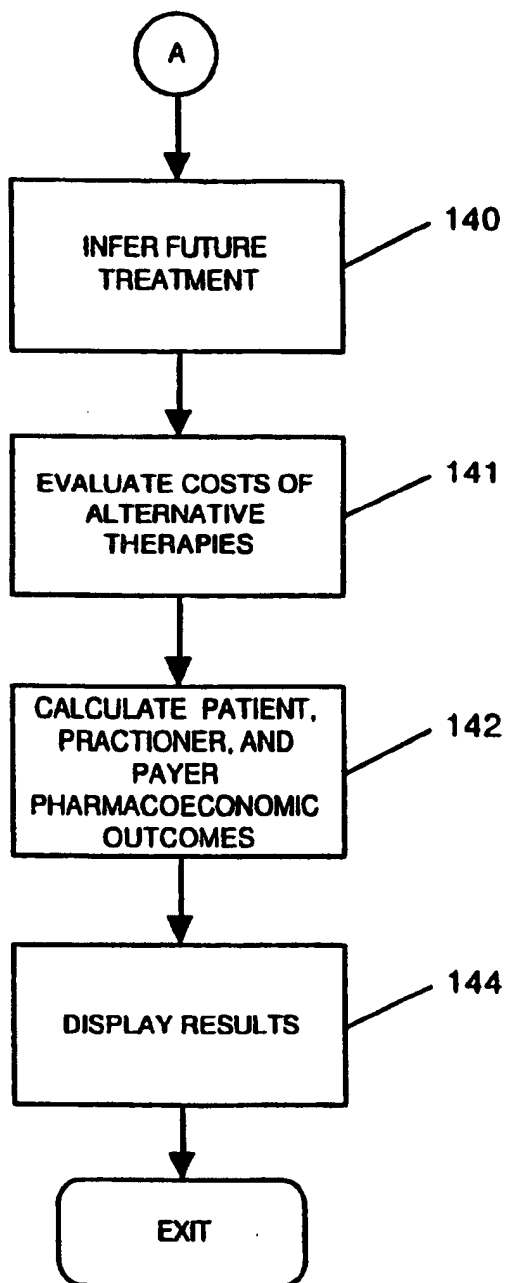 A
INFER FUTURE
TREATMENT
140
EVALUATE COSTS OF
ALTERNATIVE
THERAPIES
141
CALCULATE PATIENT,
PRACTIONER, AND
PAYER
PHARMACOECONOMIC
OUTCOMES
142
DISPLAY RESULTS
144
EXIT